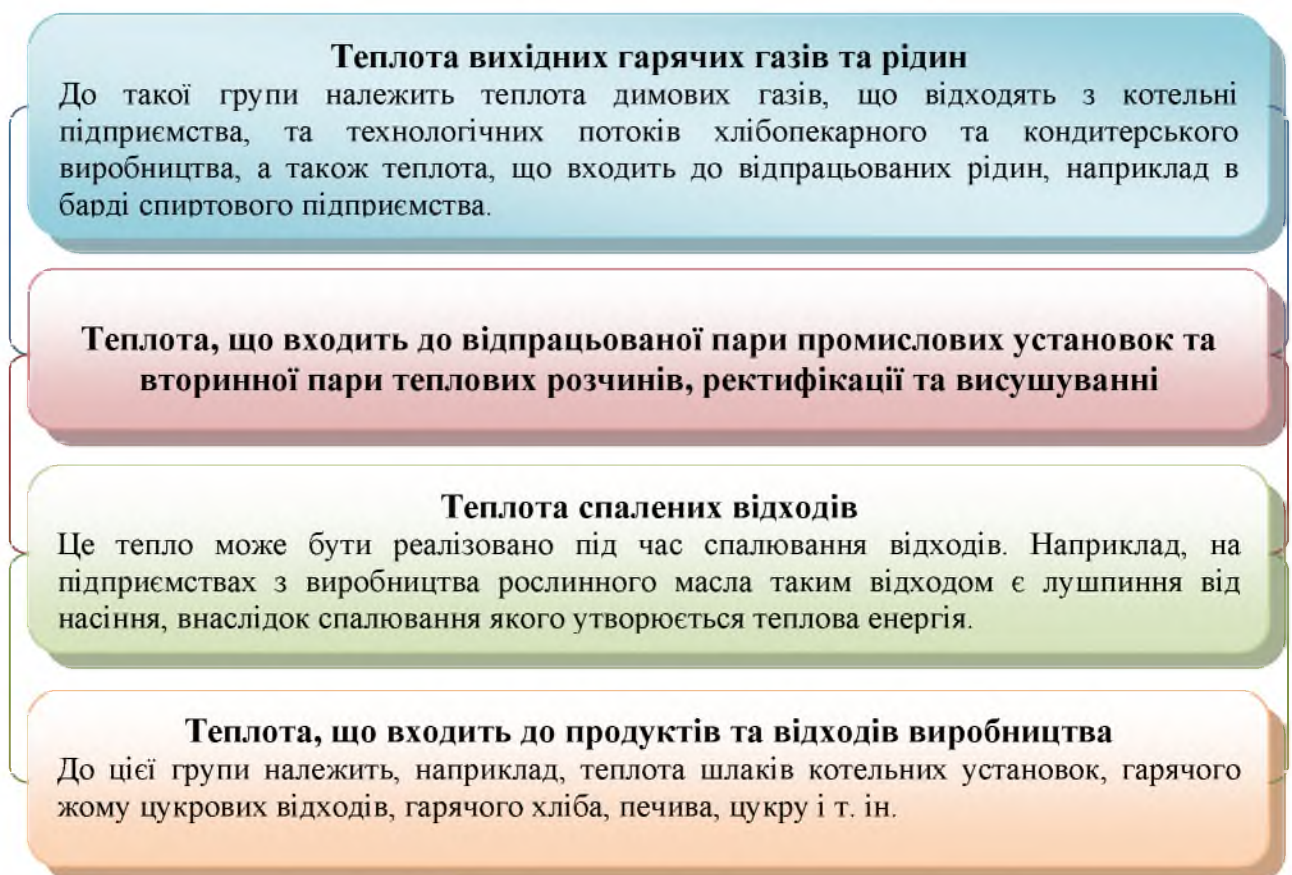 Теплота вихідних гарячих газів та рідин
До такої групи належить теплота димових газів, що відходять з котельні
підприємства, та технологічних потоків хлібопекарного та кондитерського
виробництва, а також теплота, що входить до відпрацьованих рідин, наприклад в
барді спиртового підприємства.
Теплота, що входить до відпрацьованої пари промислових установок та
вторинної пари теплових розчинів, ректифікації та висушуванні
Теплота спалених відходів
Це тепло може бути реалізовано під час спалювання відходів. Наприклад, на
підприємствах з виробництва рослинного масла таким відходом є лушпиння від
насіння, внаслідок спалювання якого утворюється теплова енергія.
Теплота, що входить до продуктів та відходів виробництва
До цієї групи належить, наприклад, теплота шлаків котельних установок, гарячого
жому цукрових відходів, гарячого хліба, печива, цукру і т. ін.